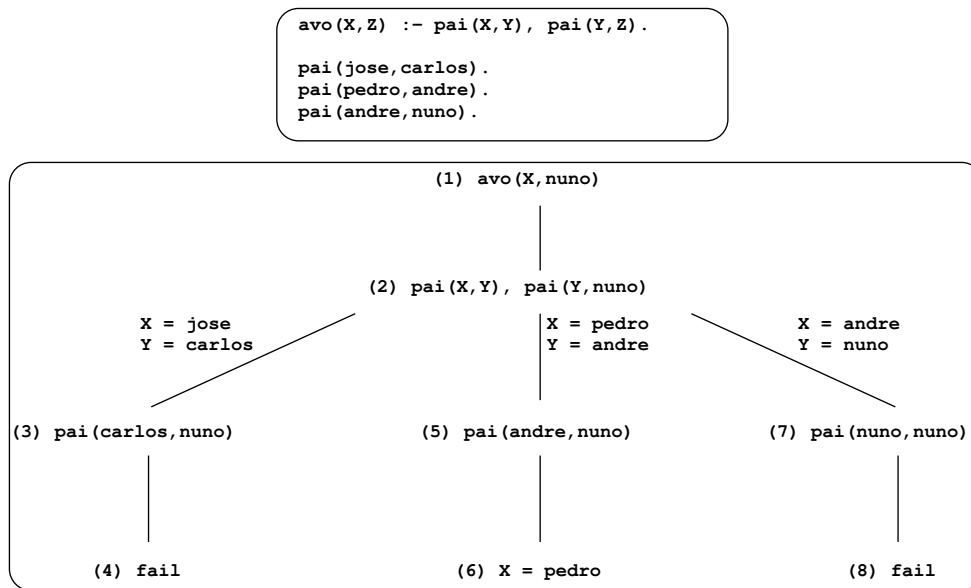 avo(X,Z) :- pai(X,Y), pai(Y,Z).
pai(jose,carlos).
pai(pedro,andre).
pai(andre,nuno).
(1) avo(X,nuno)
(2) pai(X,Y), pai(Y,nuno)
X = jose
Y = carlos
X = pedro
Y = andre
X = andre
Y = nuno
(3) pai(carlos,nuno)
(5) pai(andre,nuno)
(7) pai(nuno,nuno)
(4) fail
(6) X = pedro
(8) fail